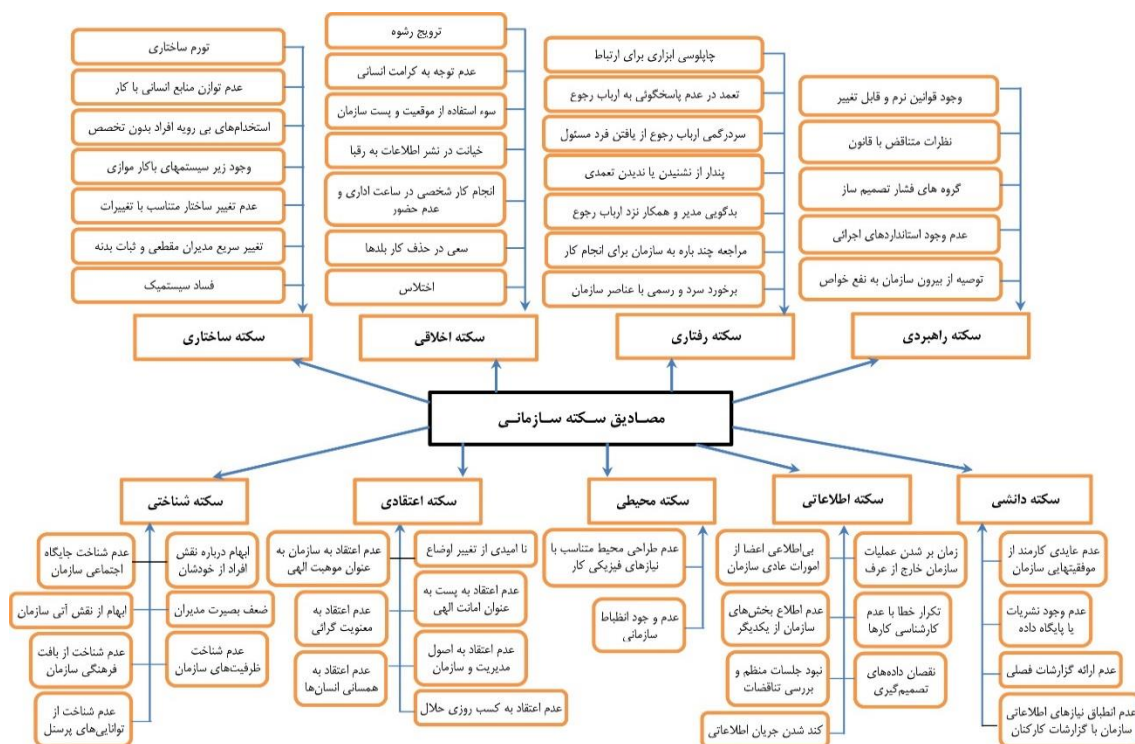 وجود قوانین نرم و قابل تغییر
نظرات متناقض با قانون
گروه های فشار تصمیم ساز
عدم وجود استانداردهای اجرائی
توصیه از بیرون سازمان به نفع خواص
سکته راهبردی
چاپلوسی ابزاری برای ارتباط
تعمد در عدم پاسخگوئی به ارباب رجوع
سردرگمی ارباب رجوع از یافتن فرد مسئول
پندار از نشنیدن یا ندیدن تعمدی
بدگویی مدیر و همکار نزد ارباب رجوع
مراجعه چند باره به سازمان برای انجام کار
برخورد سرد و رسمی با عناصر سازمان
سکته رفتاری
ترویج رشوه
عدم توجه به کرامت انسانی
سوء استفاده از موقعیت و پست سازمان
خیانت در نشر اطلاعات به رقبا
انجام کار شخصی در ساعت اداری و
عدم حضور
سعی در حذف کار بلدها
اختلاس
سکته اخلاقی
تورم ساختاری
عدم توازن منابع انسانی با کار
استخدام‌های بی رویه افراد بدون تخصص
وجود زیر سیستمهای باکار موازی
عدم تغییر ساختار متناسب با تغییرات
تغییر سریع مدیران مقطعی و ثبات بدنه
فساد سیستمیک
سکته ساختاری
مصـادیق سـکته سـازمانـی
سکته دانشی
عدم عایدی کارمند از
موفقیتهایی سازمان
عدم وجود نشریات
یا پایگاه داده
عدم ارائه گزارشات فصلی
عدم انطباق نیازهای اطلاعاتی
سازمان با گزارشات کارکنان
سکته اطلاعاتی
زمان بر شدن عملیات
سازمان خارج از عرف
بی‌اطلاعی اعضا از
امورات عادی سازمان
تکرار خطا با عدم
کارشناسی کارها
عدم اطلاع بخش‌های
سازمان از یکدیگر
نقصان داده‌های
تصمیم‌گیری
نبود جلسات منظم و
بررسی تناقضات
کند شدن جریان اطلاعاتی
سکته محیطی
عدم طراحی محیط متناسب با
نیازهای فیزیکی کار
عدم و جود انظباط
سازمانی
سکته اعتقادی
نا امیدی از تغییر اوضاع
عدم اعتقاد به سازمان به
عنوان موهبت الهی
عدم اعتقاد به پست به
عنوان امانت الهی
عدم اعتقاد به
معنویت گرائی
عدم اعتقاد به اصول
مدیریت و سازمان
عدم اعتقاد به
همسانی انسان‌ها
عدم اعتقاد به کسب روزی حلال
سکته شناختی
ابهام درباره نقش
افراد از خودشان
عدم شناخت جایگاه
اجتماعی سازمان
ضعف بصیرت مدیران
ابهام از نقش آتی سازمان
عدم شناخت
ظرفیت‌های سازمان
عدم شناخت از بافت
فرهنگی سازمان
عدم شناخت از
توانایی‌های پرسنل